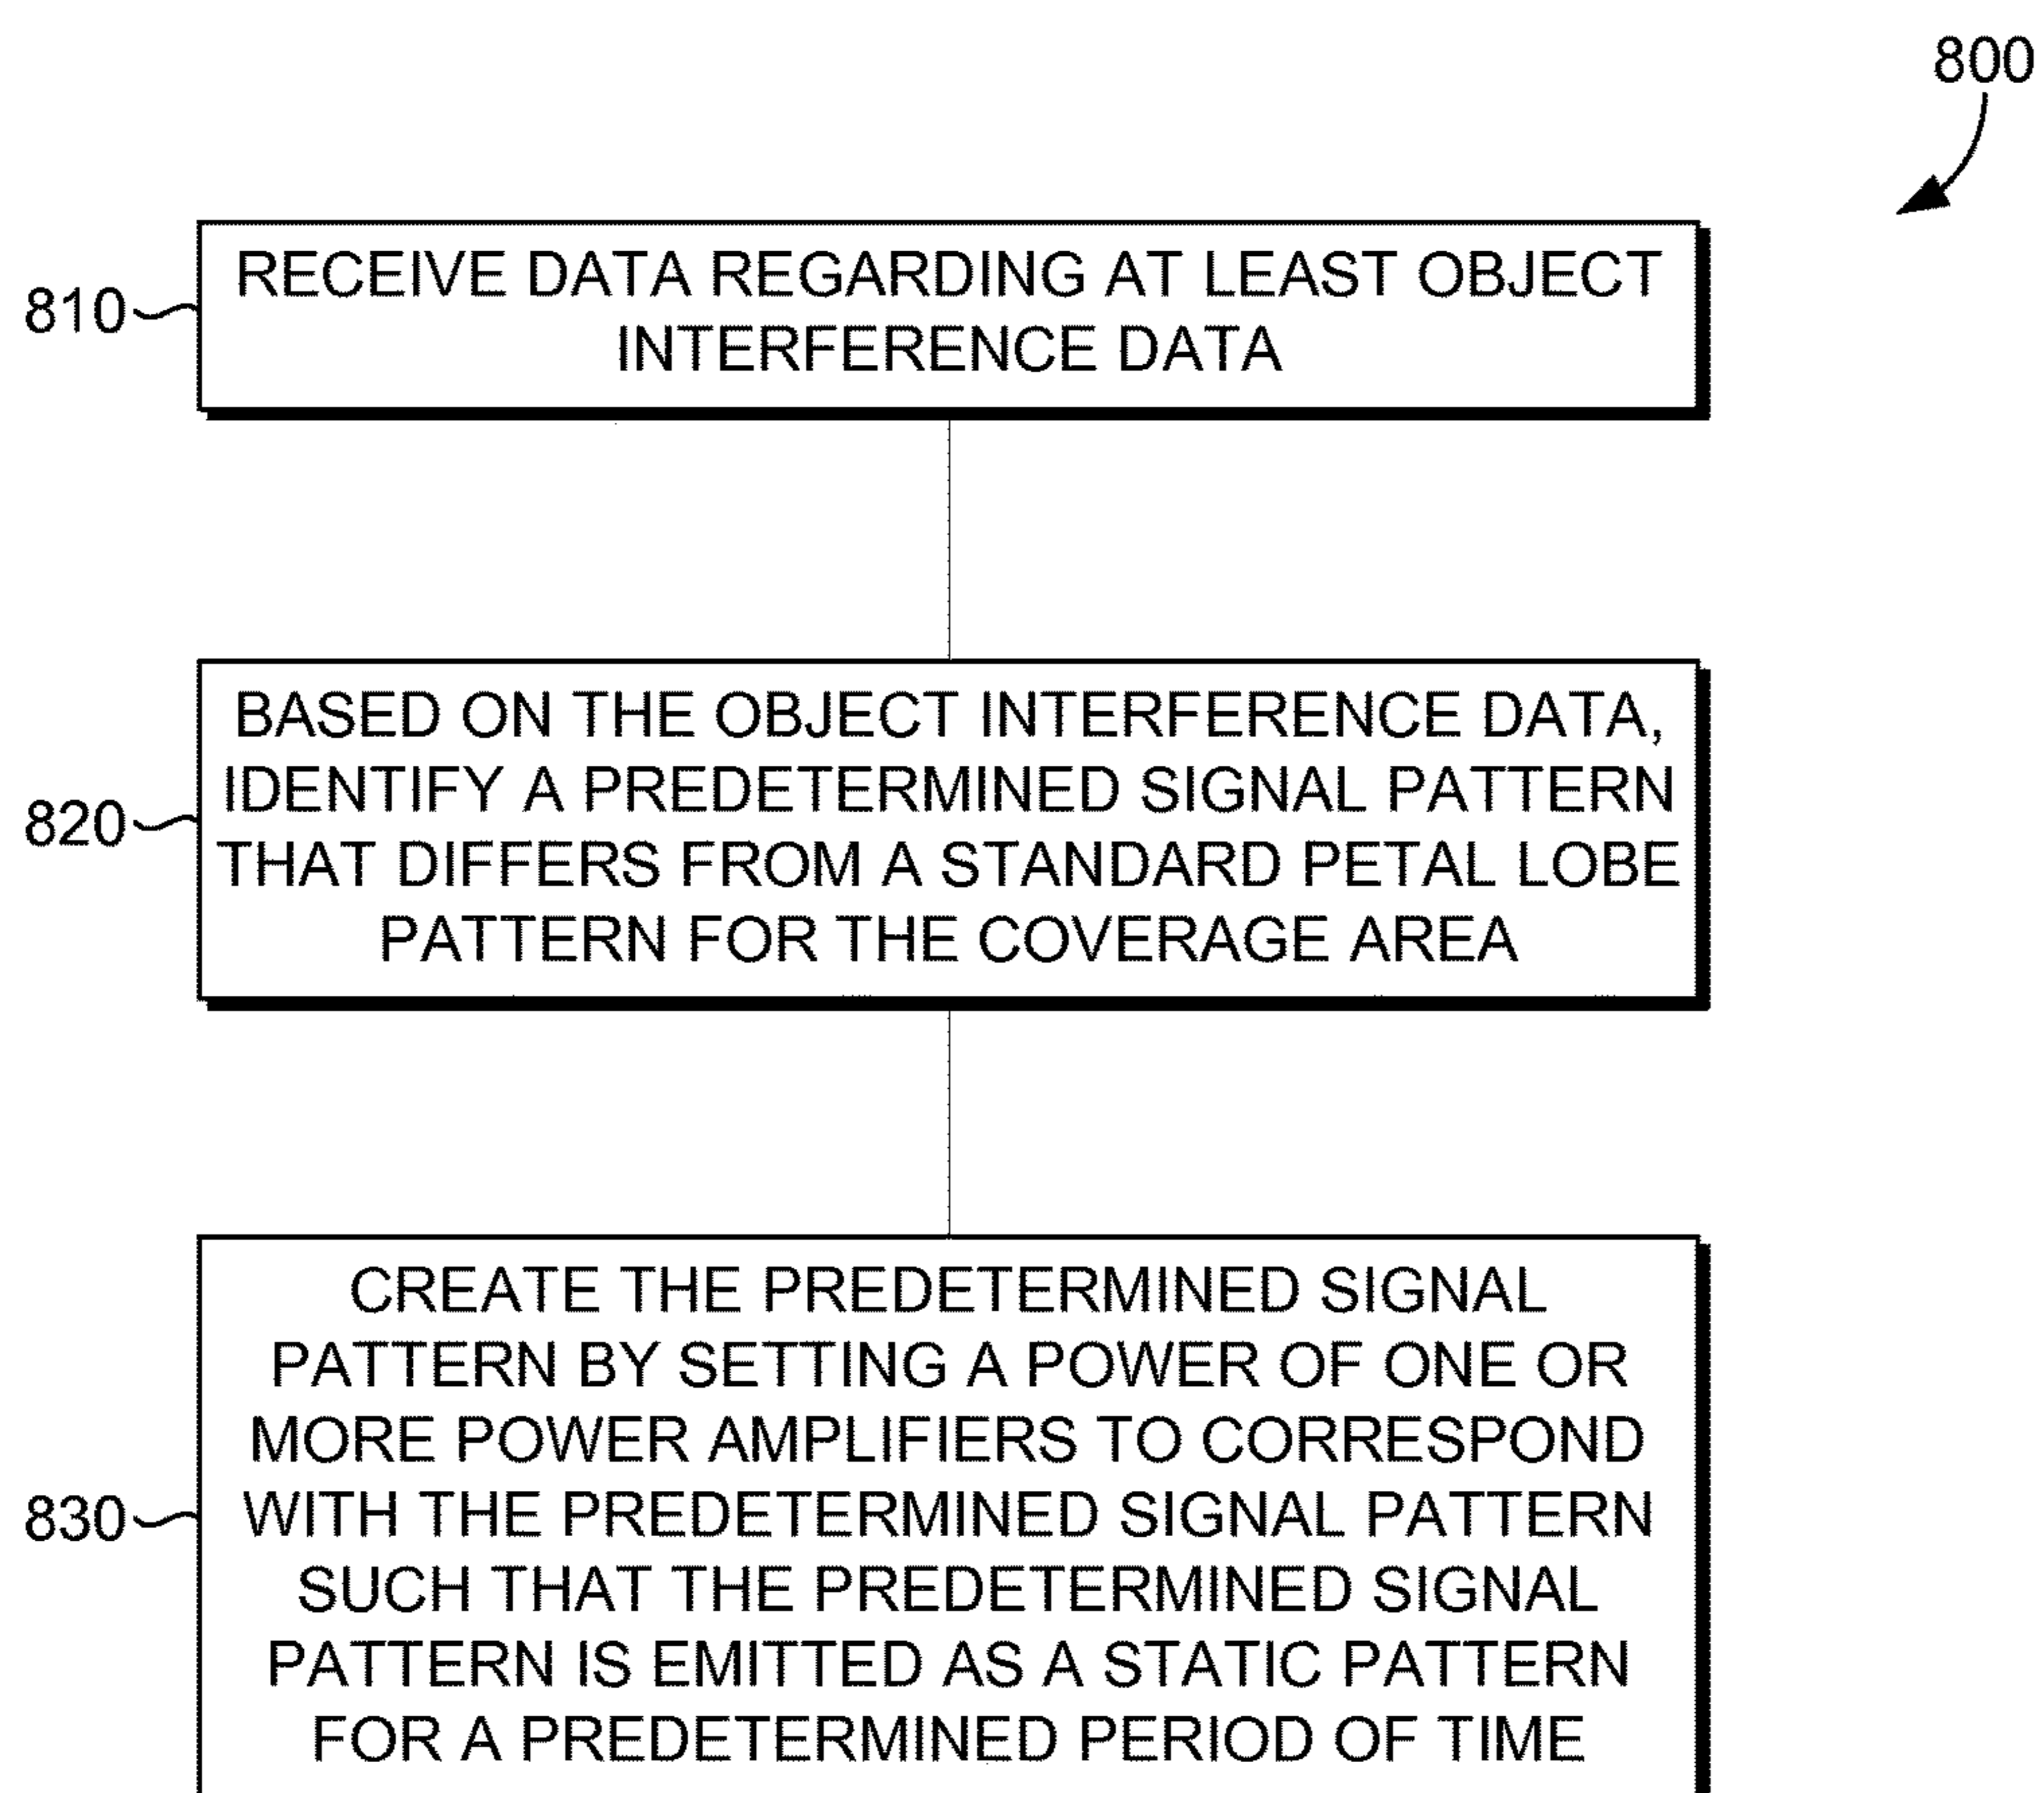 800
810
RECEIVE DATA REGARDING AT LEAST OBJECT
INTERFERENCE DATA
820
BASED ON THE OBJECT INTERFERENCE DATA,
IDENTIFY A PREDETERMINED SIGNAL PATTERN
THAT DIFFERS FROM A STANDARD PETAL LOBE
PATTERN FOR THE COVERAGE AREA
830
CREATE THE PREDETERMINED SIGNAL
PATTERN BY SETTING A POWER OF ONE OR
MORE POWER AMPLIFIERS TO CORRESPOND
WITH THE PREDETERMINED SIGNAL PATTERN
SUCH THAT THE PREDETERMINED SIGNAL
PATTERN IS EMITTED AS A STATIC PATTERN
FOR A PREDETERMINED PERIOD OF TIME